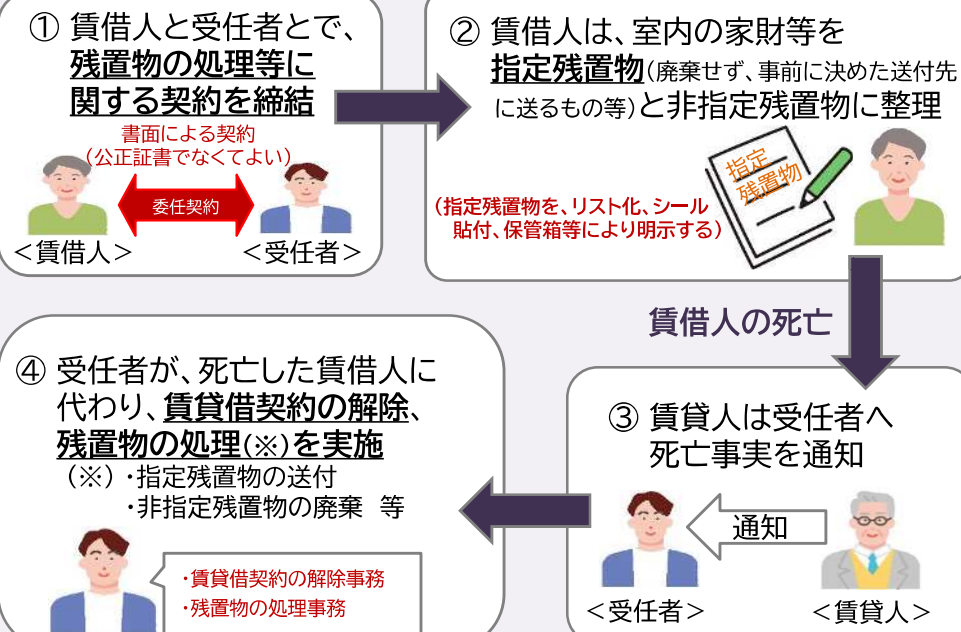 ① 賃借人と受任者とで、
残置物の処理等に
関する契約を締結
書面による契約
（公正証書でなくてよい）
委任契約
＜賃借人＞
＜受任者＞
② 賃借人は、室内の家財等を
指定残置物（廃棄せず、事前に決めた送付先
に送るもの等）と非指定残置物に整理
指定
残置物
（指定残置物を、リスト化、シール
貼付、保管箱等により明示する）
賃借人の死亡
③ 賃貸人は受任者へ
死亡事実を通知
通知
＜受任者＞
＜賃貸人＞
④ 受任者が、死亡した賃借人に
代わり、賃貸借契約の解除、
残置物の処理（※）を実施
（※）・指定残置物の送付
・非指定残置物の廃棄　等
・賃貸借契約の解除事務
・残置物の処理事務